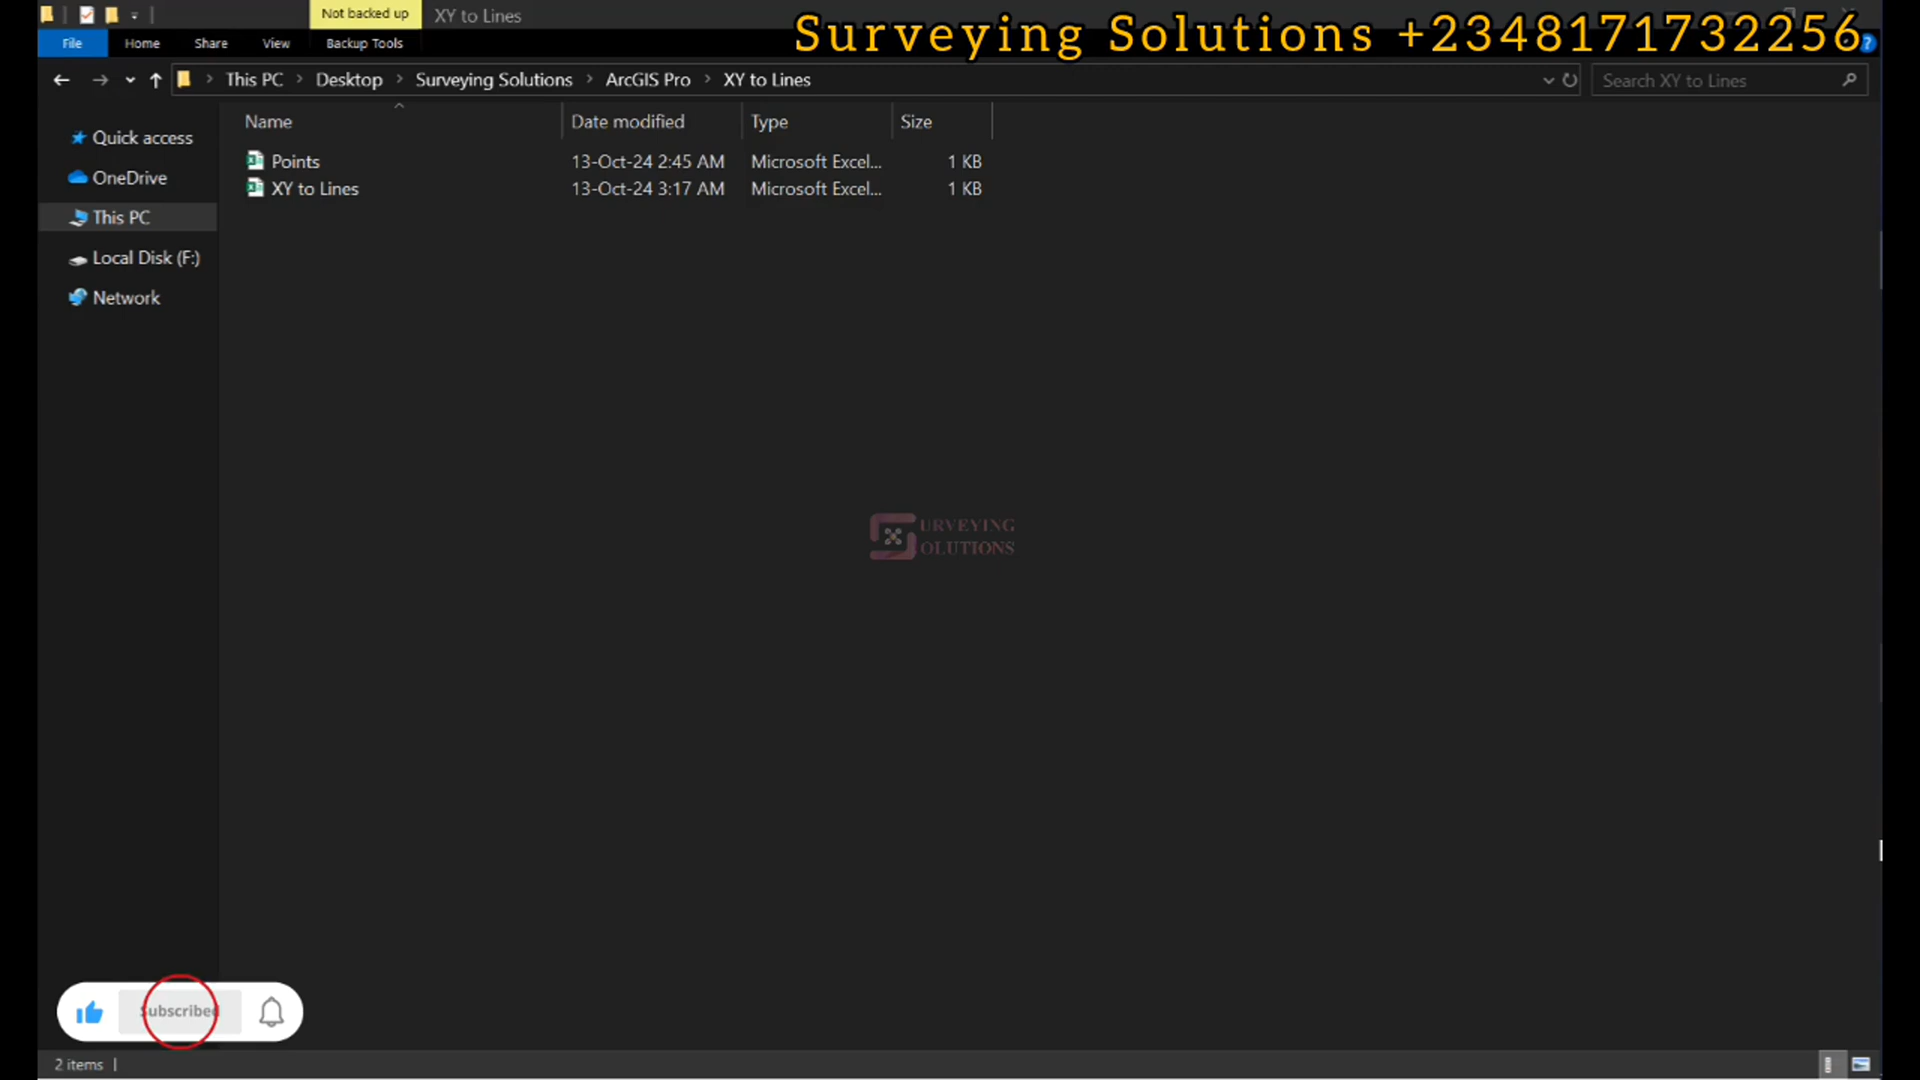 Not backed up XY to Lines
Surveying Solutions +2348171732256
File Home Share View Backup Tools
This PC Desktop Surveying Solutions ArcGIS Pro XY to Lines
Search XY to Lines
Name Date modified Type Size
Points 13-Oct-24 2:45 AM Microsoft Excel... 1 KB
XY to Lines 13-Oct-24 3:17 AM Microsoft Excel... 1 KB
Quick access
OneDrive
This PC
Local Disk (F:)
Network
SURVEYING
SOLUTIONS
Subscribed
2 items